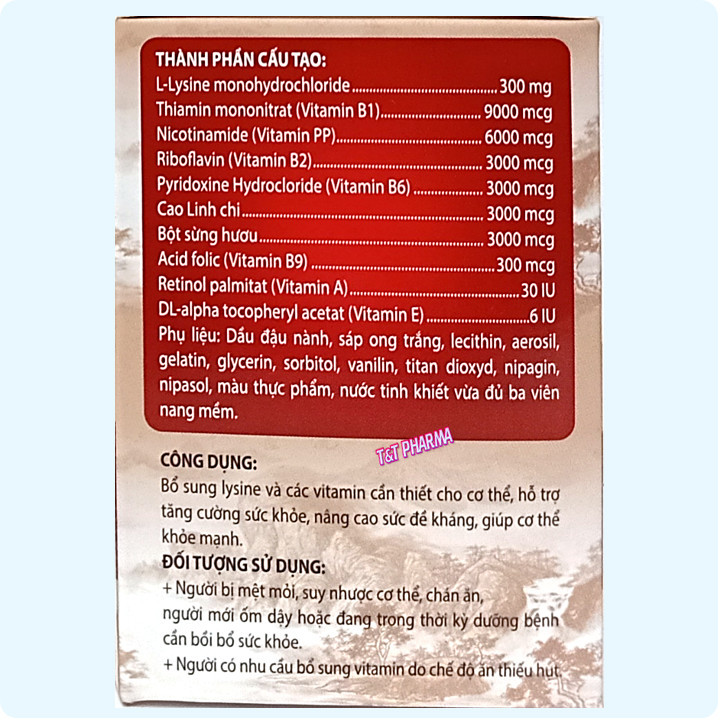 THÀNH PHẦN CẤU TẠO:
L-Lysine monohydrochloride........................................300 mg
Thiamin mononitrat (Vitamin B1)............................ 9000 mcg
Nicotinamide (Vitamin PP)........................................ 6000 mcg
Riboflavin (Vitamin B2)............................................... 3000 mcg
Pyridoxine Hydrocloride (Vitamin B6) ................... 3000 mcg
Cao Linh chi.................................................................. 3000 mcg
Bột sừng hươu.............................................................. 3000 mcg
Acid folic (Vitamin B9) ..................................................300 mcg
Retinol palmitat (Vitamin A)...............................................30 IU
DL-alpha tocopheryl acetat (Vitamin E) ............................6 IU
Phụ liệu: Dầu đậu nành, sáp ong trắng, lecithin, aerosil,
gelatin, glycerin, sorbitol, vanilin, titan dioxyd, nipagin,
nipasol, màu thực phẩm, nước tinh khiết vừa đủ ba viên
nang mềm.
T&T PHARMA
CÔNG DỤNG:
Bổ sung lysine và các vitamin cần thiết cho cơ thể, hỗ trợ
tăng cường sức khỏe, nâng cao sức đề kháng, giúp cơ thể
khỏe mạnh.
ĐỐI TƯỢNG SỬ DỤNG:
+ Người bị mệt mỏi, suy nhược cơ thể, chán ăn,
người mới ốm dậy hoặc đang trong thời kỳ dưỡng bệnh
cần bồi bổ sức khỏe.
+ Người có nhu cầu bổ sung vitamin do chế độ ăn thiếu hụt.